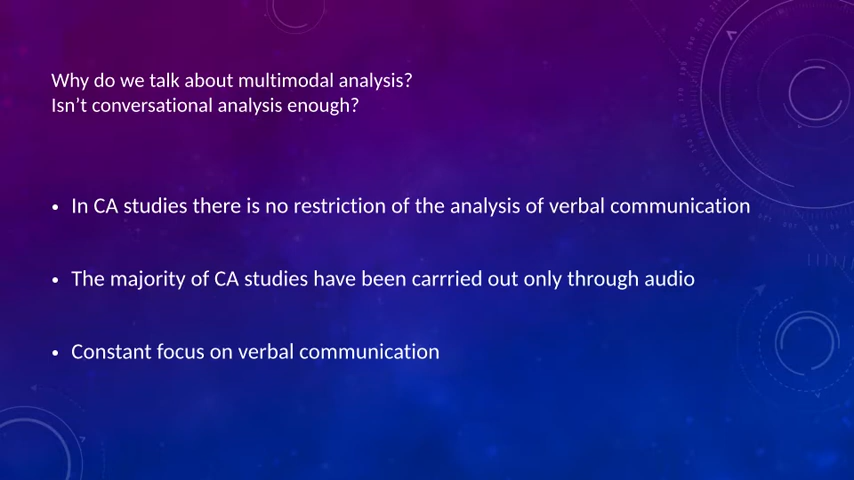 Why do we talk about multimodal analysis?
Isn’t conversational analysis enough?
• In CA studies there is no restriction of the analysis of verbal communication
• The majority of CA studies have been carrried out only through audio
• Constant focus on verbal communication